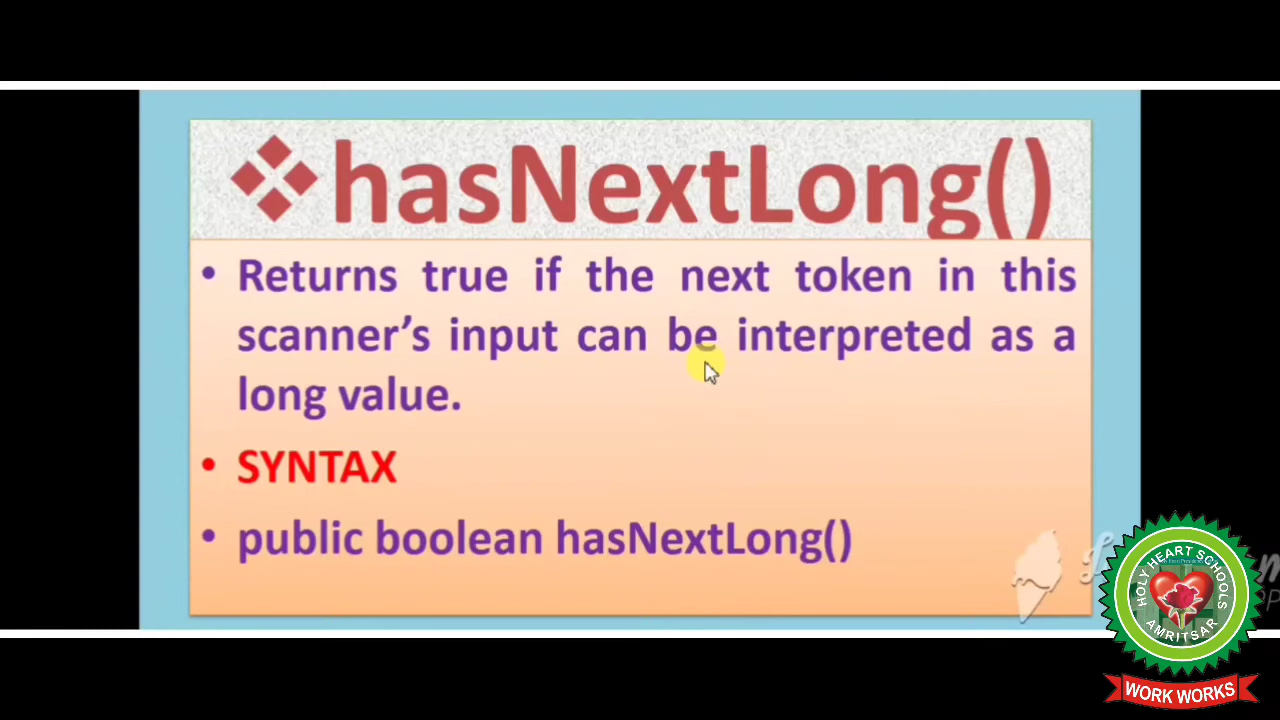 ❖hasNextLong()
• Returns true if the next token in this
scanner’s input can be interpreted as a
long value.
• SYNTAX
• public boolean hasNextLong()
HOLY HEART SCHOOLS
AMRITSAR
WORK WORKS